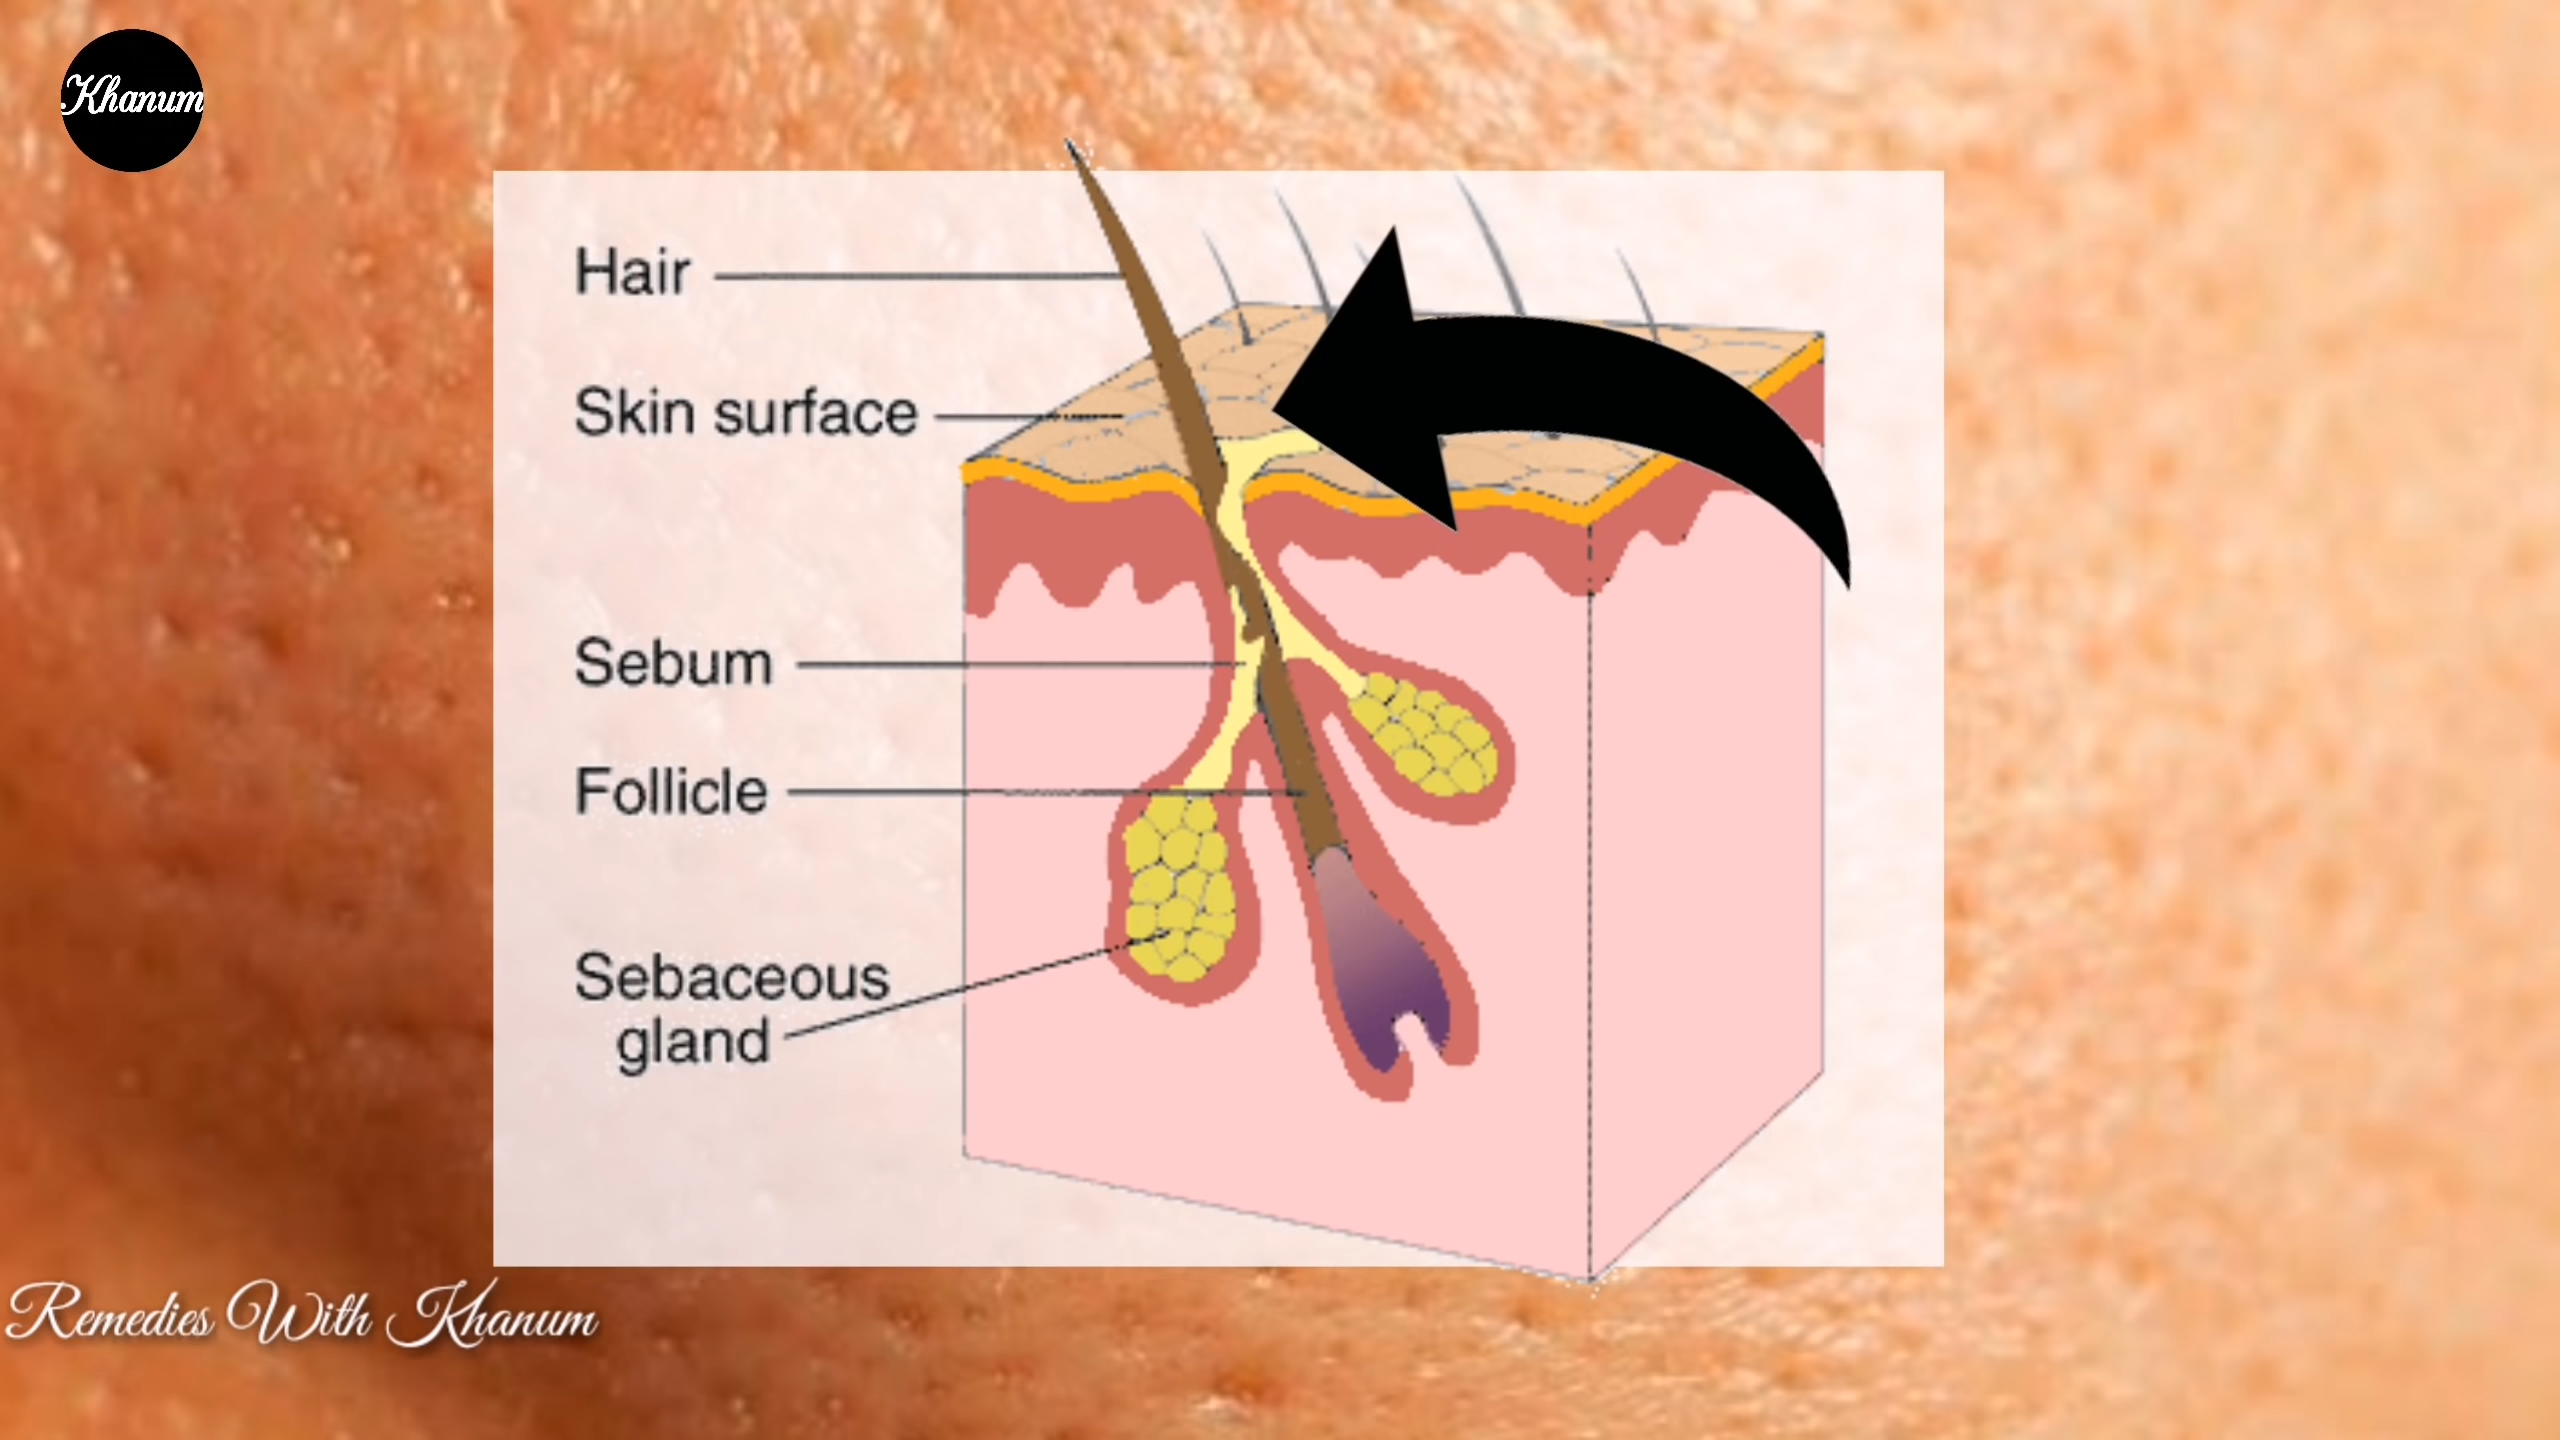 Khanum
Hair
Skin surface
Sebum
Follicle
Sebaceous
gland
Remedies With Khanum